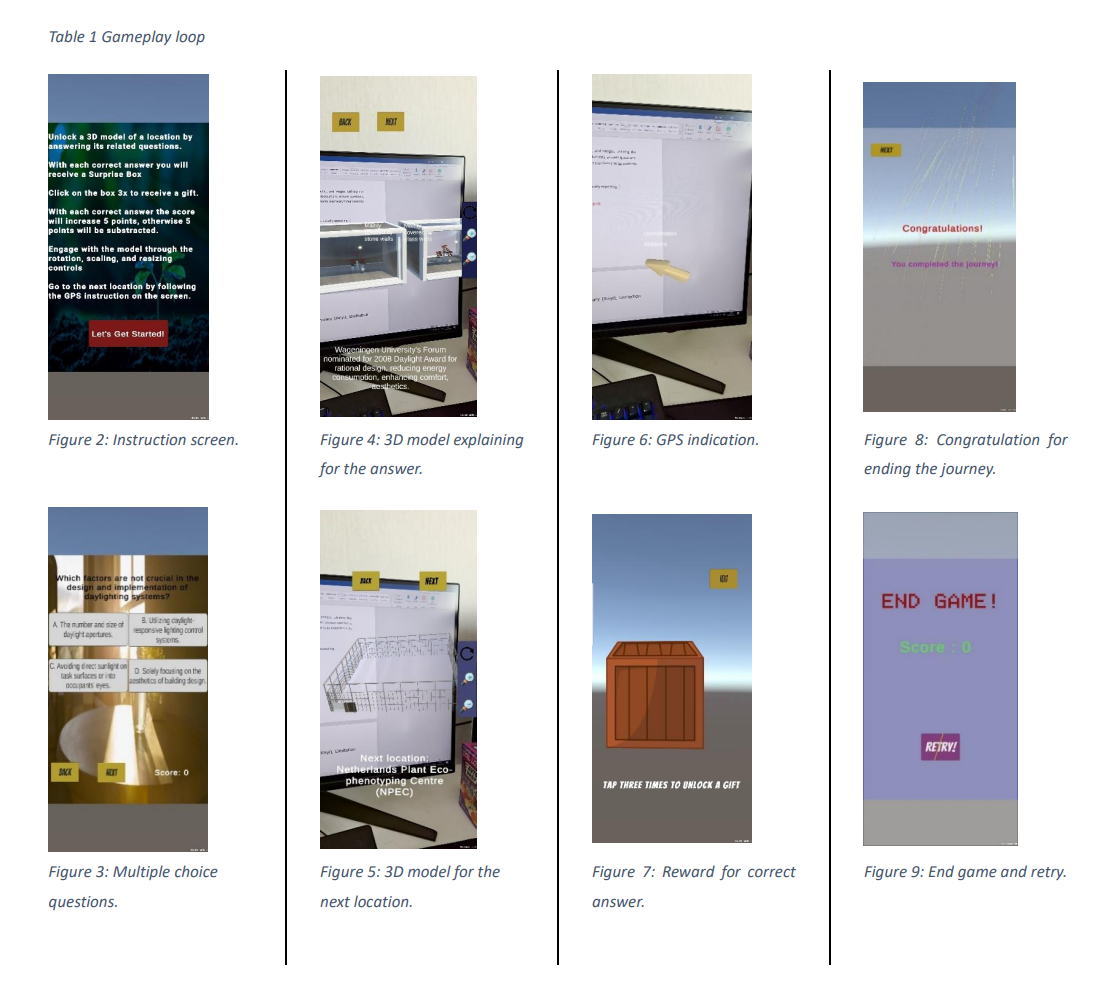 Table 1 Gameplay loop
Unlock a 3D model of a location by
answering its related questions.
With each correct answer you will
receive a Surprise Box
Click on the box 3x to receive a gift.
With each correct answer the score
will increase 5 points, otherwise 5
points will be substracted.
Engage with the model through the
rotation, scaling, and resizing
controls
Go to the next location by following
the GPS instruction on the screen.
Let's Get Started!
Figure 2: Instruction screen.
Which factors are not crucial in the
design and implementation of
daylighting systems?
A. The number and size of
daylight apertures.
B. Utilizing daylight-
responsive lighting control
systems.
C. Avoiding direct sunlight on
task surfaces or into
occupants' eyes.
D. Solely focusing on the
aesthetics of building design.
BACK
NEXT
Score: 0
Figure 3: Multiple choice
questions.
BACK
NEXT
stone walls
Wageningen University's Forum
nominated for 2008 Daylight Award for
rational design, reducing energy
consumption, enhancing comfort,
aesthetics.
Figure 4: 3D model explaining
for the answer.
BACK
NEXT
Next location:
Netherlands Plant Eco-
phenotyping Centre
(NPEC)
Figure 5: 3D model for the
next location.
Figure 6: GPS indication.
TAP THREE TIMES TO UNLOCK A GIFT
Figure 7: Reward for correct
answer.
NEXT
Congratulations!
You completed the journey!
Figure 8: Congratulation for
ending the journey.
END GAME!
Score : 0
RETRY!
Figure 9: End game and retry.